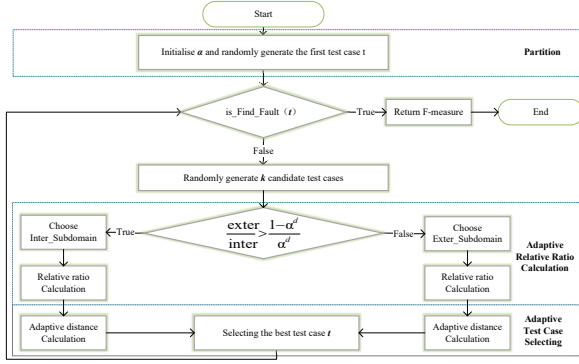 Start
Initialise α and randomly generate the first test case t
Partition
is_Find_Fault（t）
True
Return F-measure
End
False
Randomly generate k candidate test cases
Choose
Inter_Subdomain
True
exter/inter > 1−α^d/α^d
False
Choose
Exter_Subdomain
Adaptive
Relative Ratio
Calculation
Relative ratio
Calculation
Relative ratio
Calculation
Adaptive distance
Calculation
Selecting the best test case t
Adaptive distance
Calculation
Adaptive
Test Case
Selecting